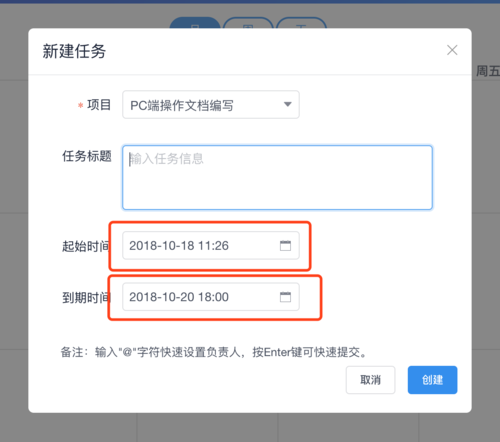 新建任务
周五
* 项目
PC端操作文档编写
任务标题
输入任务信息
起始时间
2018-10-18 11:26
到期时间
2018-10-20 18:00
备注：输入"@"字符快速设置负责人，按Enter键可快速提交。
取消
创建